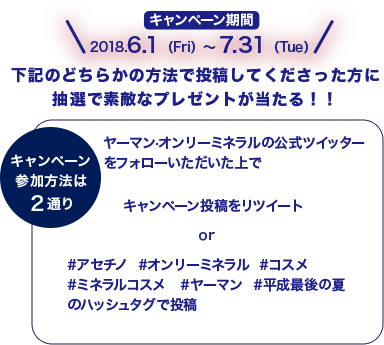 キャンペーン期間
2018.6.1（Fri）～7.31（Tue）
下記のどちらかの方法で投稿してくださった方に
抽選で素敵なプレゼントが当たる！！
キャンペーン
参加方法は
2通り
ヤーマン・オンリーミネラルの公式ツイッター
をフォローいただいた上で
キャンペーン投稿をリツイート
or
#アセチノ #オンリーミネラル #コスメ
#ミネラルコスメ #ヤーマン #平成最後の夏
のハッシュタグで投稿